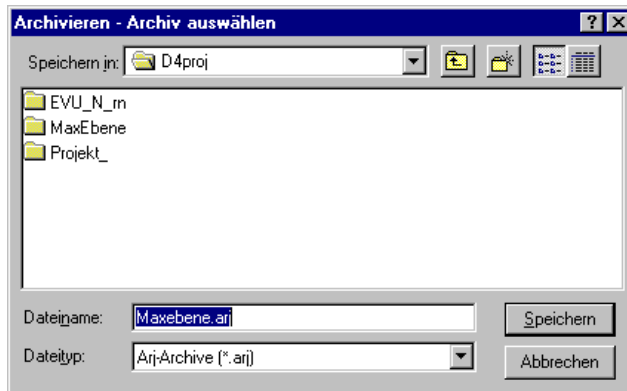 Archivieren - Archiv auswählen
Speichern in: D4proj
EVU_N_rn
MaxEbene
Projekt_
Dateiname: Maxebene.arj Speichern
Dateityp: Arj-Archive (*.arj) Abbrechen